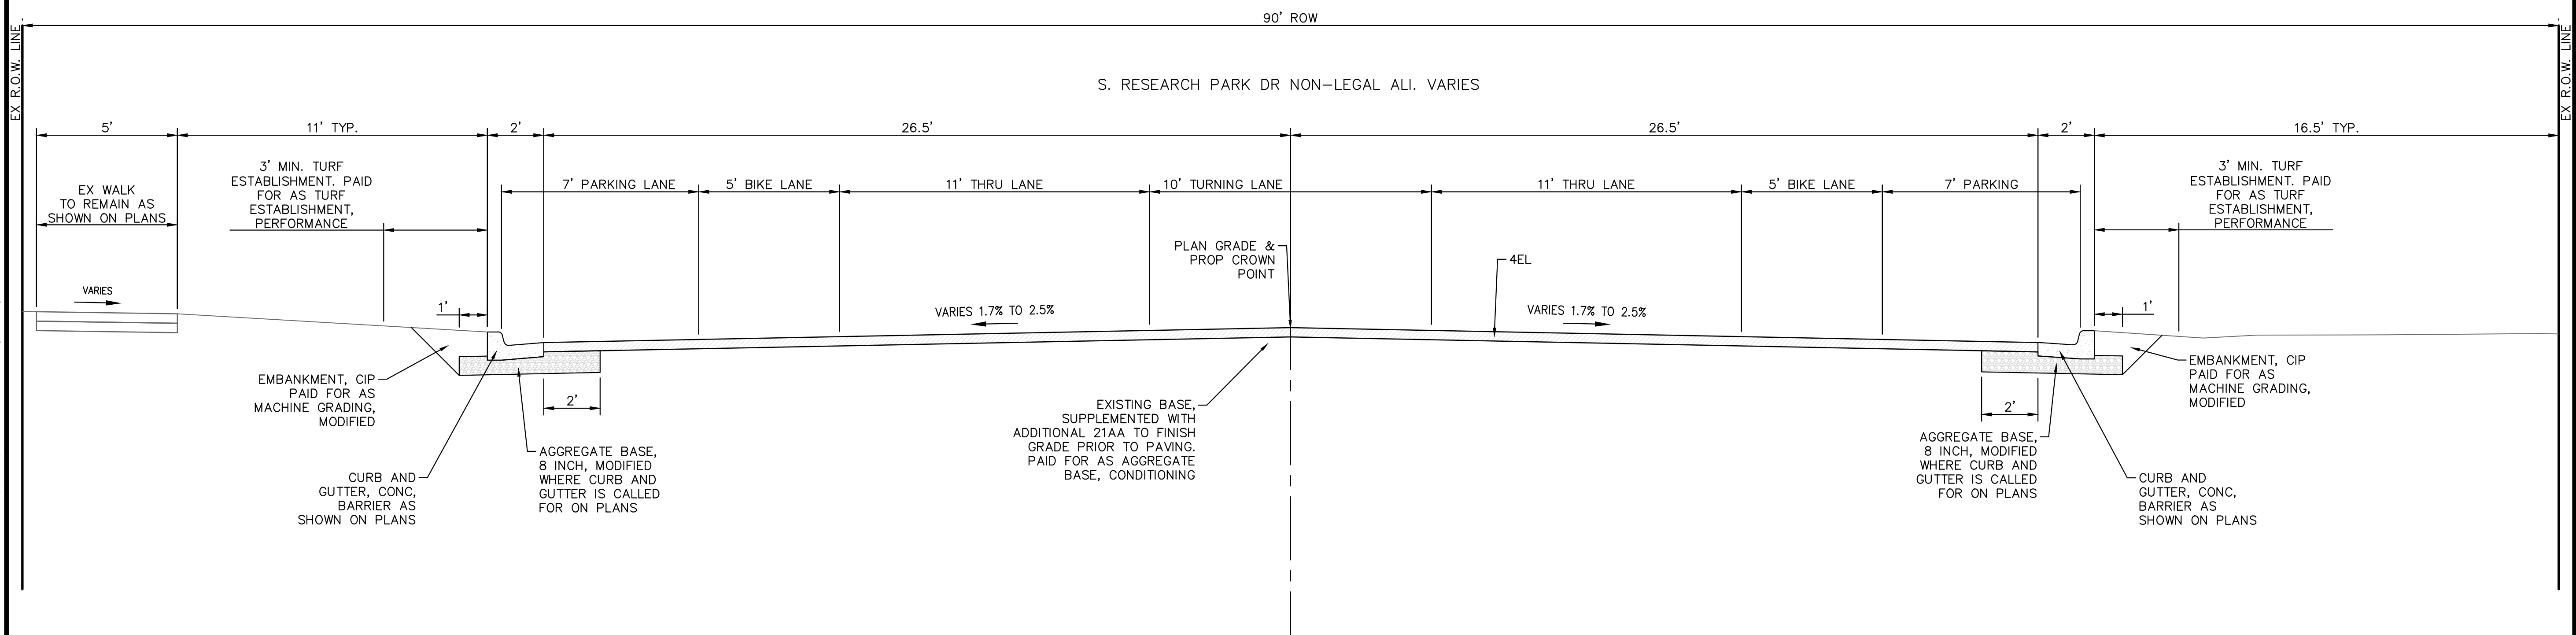 90' ROW
EX R.O.W. LINE
EX R.O.W. LINE
S. RESEARCH PARK DR NON-LEGAL ALI. VARIES
5'
11' TYP.
2'
26.5'
26.5'
2'
16.5' TYP.
EX WALK
TO REMAIN AS
SHOWN ON PLANS
3' MIN. TURF
ESTABLISHMENT. PAID
FOR AS TURF
ESTABLISHMENT,
PERFORMANCE
7' PARKING LANE
5' BIKE LANE
11' THRU LANE
10' TURNING LANE
11' THRU LANE
5' BIKE LANE
7' PARKING
3' MIN. TURF
ESTABLISHMENT. PAID
FOR AS TURF
ESTABLISHMENT,
PERFORMANCE
PLAN GRADE &
PROP CROWN
POINT
4EL
VARIES
1'
VARIES 1.7% TO 2.5%
VARIES 1.7% TO 2.5%
1'
EMBANKMENT, CIP
PAID FOR AS
MACHINE GRADING,
MODIFIED
2'
EXISTING BASE,
SUPPLEMENTED WITH
ADDITIONAL 21AA TO FINISH
GRADE PRIOR TO PAVING.
PAID FOR AS AGGREGATE
BASE, CONDITIONING
2'
EMBANKMENT, CIP
PAID FOR AS
MACHINE GRADING,
MODIFIED
CURB AND
GUTTER, CONC,
BARRIER AS
SHOWN ON PLANS
AGGREGATE BASE,
8 INCH, MODIFIED
WHERE CURB AND
GUTTER IS CALLED
FOR ON PLANS
AGGREGATE BASE,
8 INCH, MODIFIED
WHERE CURB AND
GUTTER IS CALLED
FOR ON PLANS
CURB AND
GUTTER, CONC,
BARRIER AS
SHOWN ON PLANS